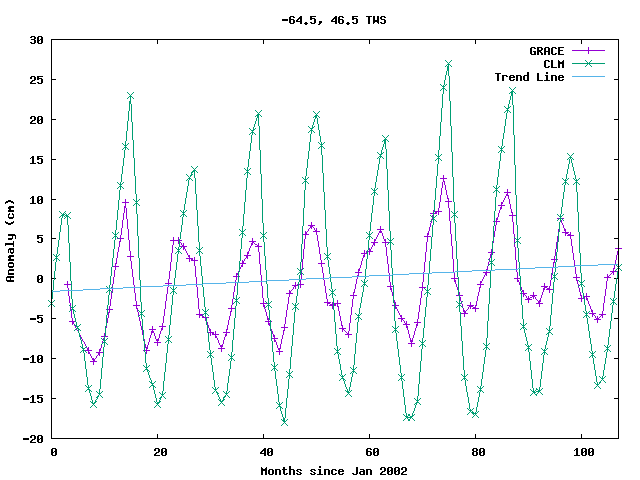 -64.5, 46.5 TWS
30
25
20
15
10
5
0
-5
-10
-15
-20
GRACE
CLM
Trend Line
Anomaly (cm)
0 20 40 60 80 100
Months since Jan 2002